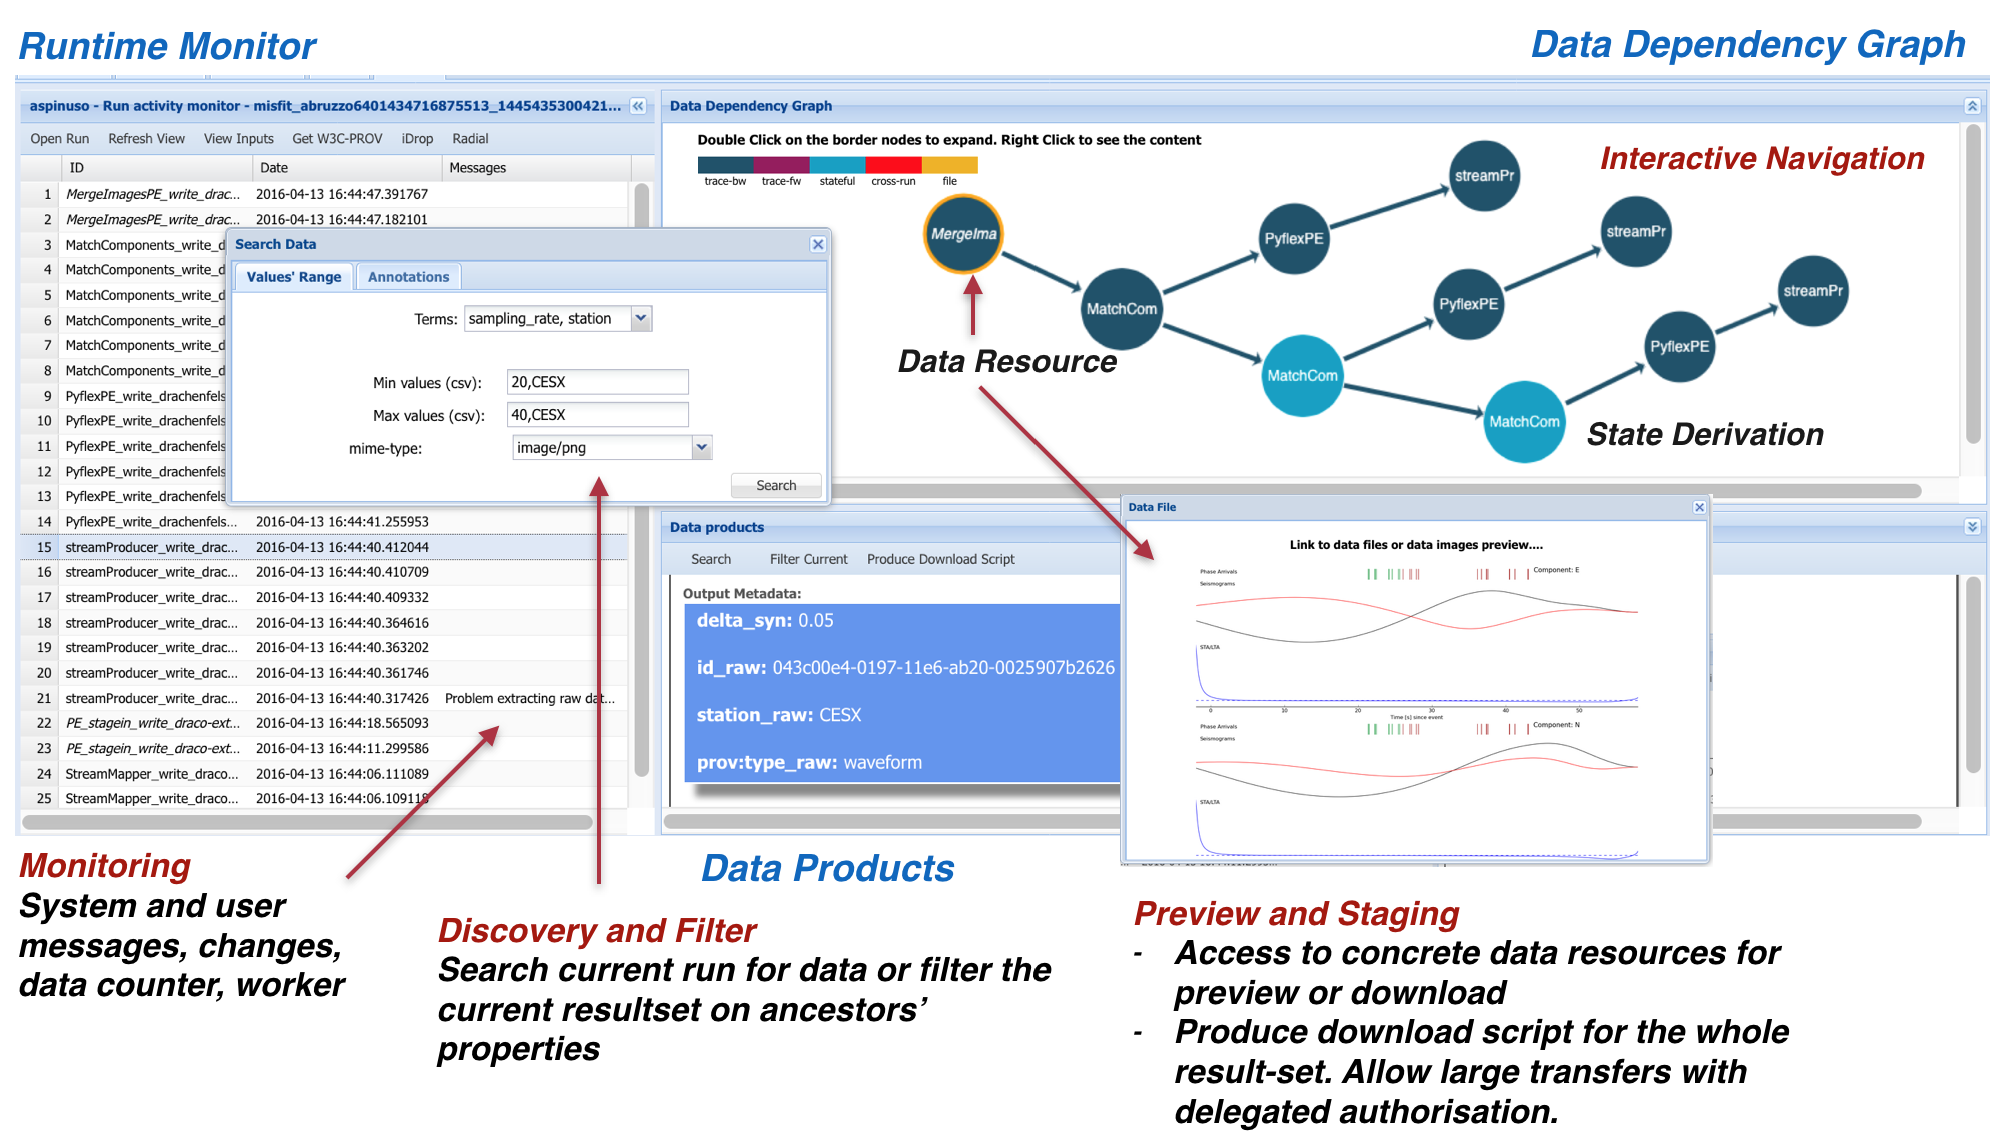 Runtime Monitor
Data Dependency Graph
aspinuso - Run activity monitor - misfit_abruzzo6401434716875513_1445435300421...
Open Run Refresh View View Inputs Get W3C-PROV iDrop Radial
ID Date Messages
1 MergeImagesPE_write_drac... 2016-04-13 16:44:47.391767
2 MergeImagesPE_write_drac... 2016-04-13 16:44:47.182101
3 MatchComponents_write_d
4 MatchComponents_write_d
5 MatchComponents_write_d
6 MatchComponents_write_d
7 MatchComponents_write_d
8 MatchComponents_write_d
9 PyflexPE_write_drachenfels
10 PyflexPE_write_drachenfels
11 PyflexPE_write_drachenfels
12 PyflexPE_write_drachenfels
13 PyflexPE_write_drachenfels
14 PyflexPE_write_drachenfels... 2016-04-13 16:44:41.255953
15 streamProducer_write_drac... 2016-04-13 16:44:40.412044
16 streamProducer_write_drac... 2016-04-13 16:44:40.410709
17 streamProducer_write_drac... 2016-04-13 16:44:40.409332
18 streamProducer_write_drac... 2016-04-13 16:44:40.364616
19 streamProducer_write_drac... 2016-04-13 16:44:40.363202
20 streamProducer_write_drac... 2016-04-13 16:44:40.361746
21 streamProducer_write_drac... 2016-04-13 16:44:40.317426 Problem extracting raw dat...
22 PE_stagein_write_draco-ext... 2016-04-13 16:44:18.565093
23 PE_stagein_write_draco-ext... 2016-04-13 16:44:11.299586
24 StreamMapper_write_draco... 2016-04-13 16:44:06.111089
25 StreamMapper_write_draco... 2016-04-13 16:44:06.109118
Search Data
Values' Range Annotations
Terms: sampling_rate, station
Min values (csv): 20,CESX
Max values (csv): 40,CESX
mime-type: image/png
Search
Data Dependency Graph
Double Click on the border nodes to expand. Right Click to see the content
trace-bw trace-fw stateful cross-run file
Interactive Navigation
MergeIma
MatchCom
PyflexPE
streamPr
MatchCom
PyflexPE
streamPr
MatchCom
PyflexPE
streamPr
Data Resource
State Derivation
Data products
Search Filter Current Produce Download Script
Output Metadata:
delta_syn: 0.05
id_raw: 043c00e4-0197-11e6-ab20-0025907b2626
station_raw: CESX
prov:type_raw: waveform
Data File
Link to data files or data images preview....
Phase Arrivals
Component: E
Seismograms
STA/LTA
0 10 20 30 40 50
Time [s] since event
Phase Arrivals
Component: N
Seismograms
STA/LTA
Monitoring
System and user
messages, changes,
data counter, worker
Data Products
Discovery and Filter
Search current run for data or filter the
current resultset on ancestors’
properties
Preview and Staging
- Access to concrete data resources for
preview or download
- Produce download script for the whole
result-set. Allow large transfers with
delegated authorisation.